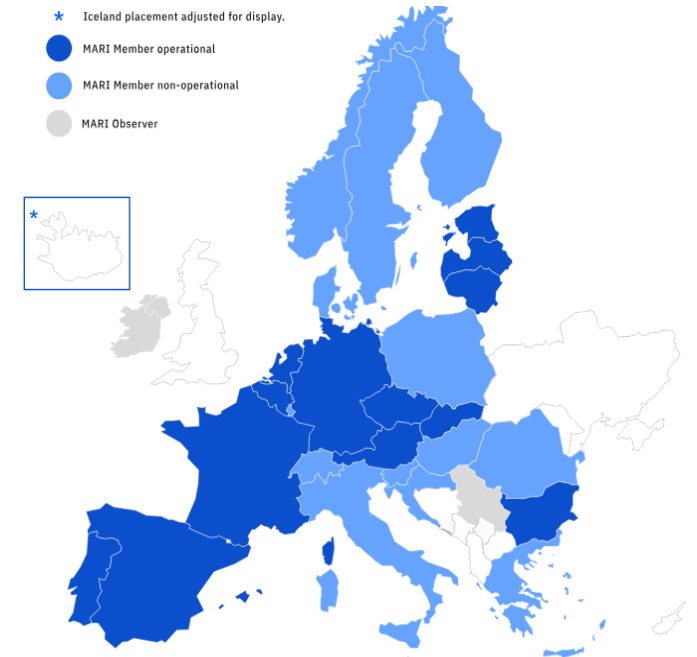 * Iceland placement adjusted for display.
MARI Member operational
MARI Member non-operational
MARI Observer
*